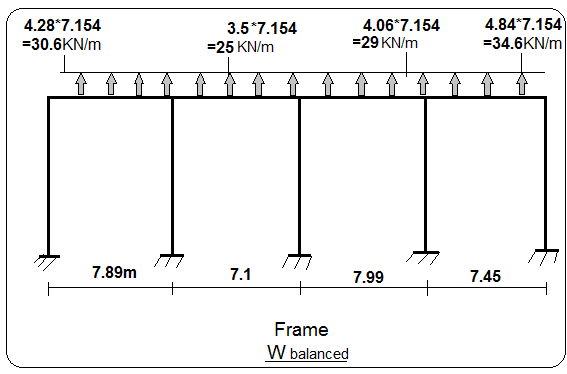 4.28*7.154
=30.6KN/m
3.5*7.154
=25 KN/m
4.06*7.154
=29 KN/m
4.84*7.154
=34.6KN/m
7.89m
7.1
7.99
7.45
Frame
W balanced